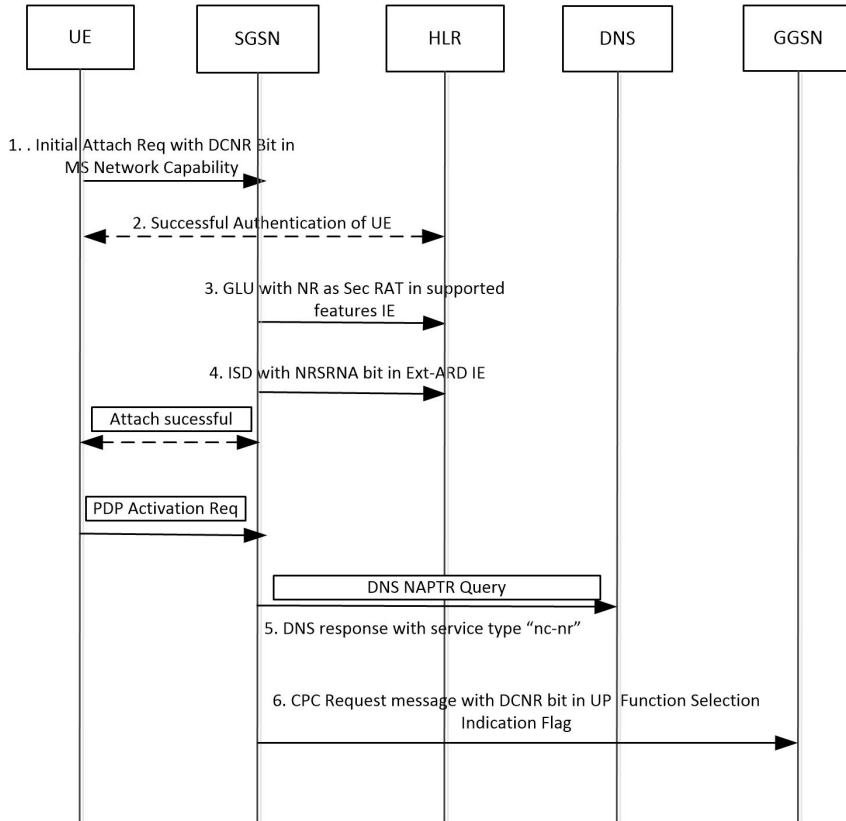 UE
SGSN
HLR
DNS
GGSN
1. . Initial Attach Req with DCNR Bit in
MS Network Capability
2. Successful Authentication of UE
3. GLU with NR as Sec RAT in supported
features IE
4. ISD with NRSRNA bit in Ext-ARD IE
Attach sucessful
PDP Activation Req
DNS NAPTR Query
5. DNS response with service type “nc-nr”
6. CPC Request message with DCNR bit in UP Function Selection
Indication Flag